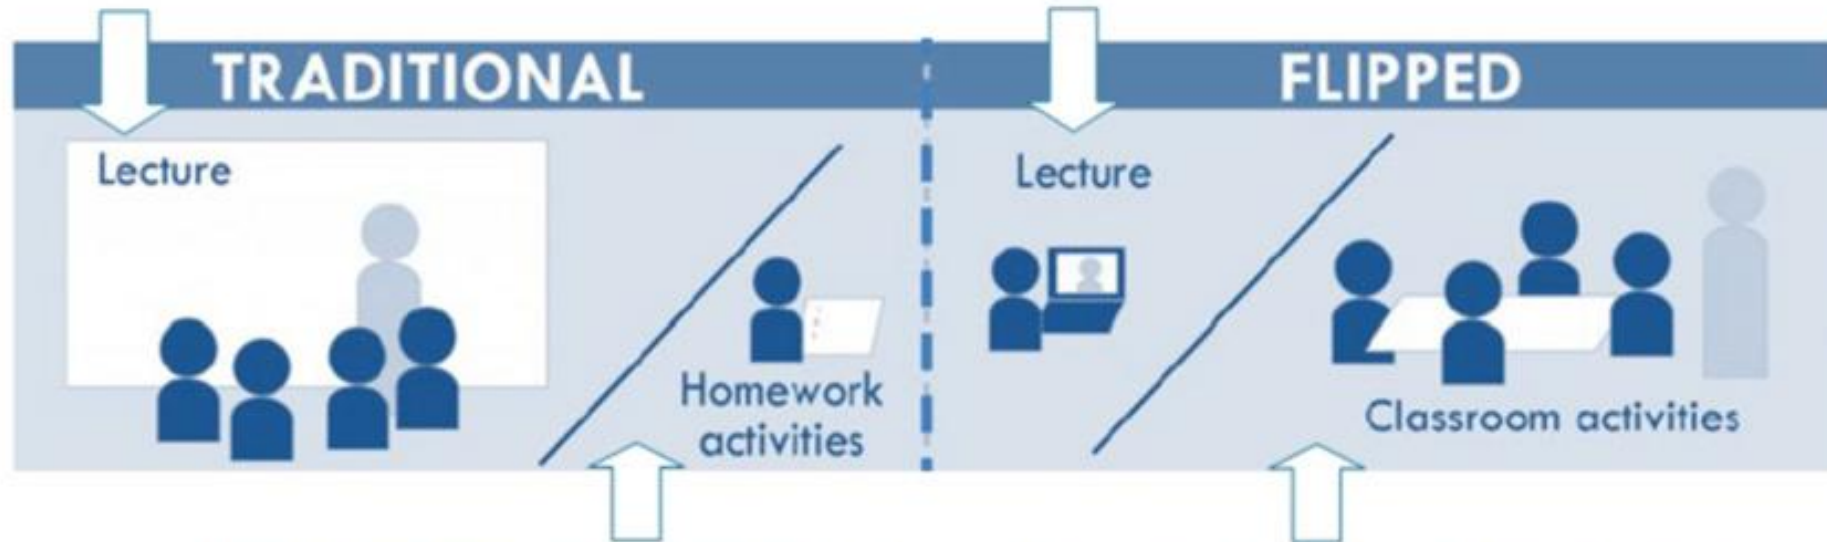 TRADITIONAL
Lecture
Homework
activities
FLIPPED
Lecture
Classroom activities